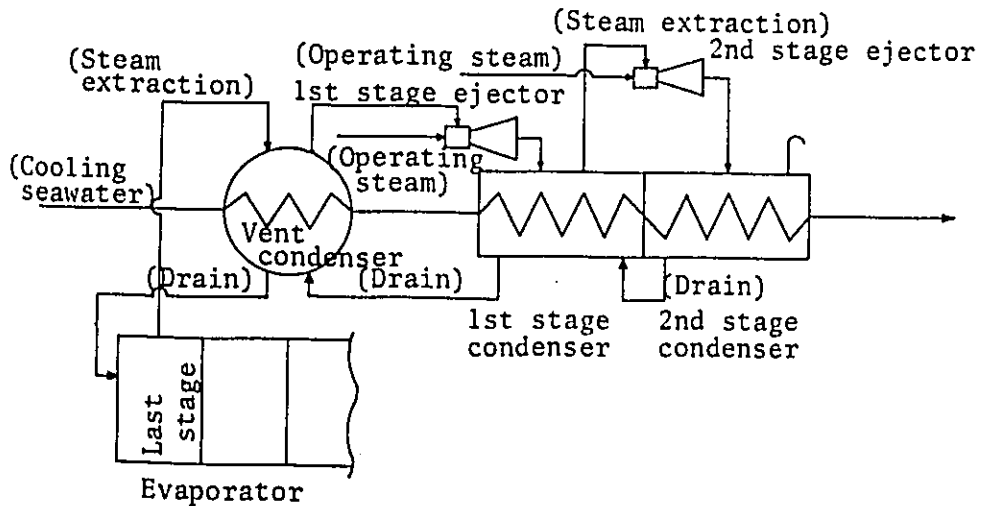 (Steam extraction)
2nd stage ejector
(Operating steam)
(Steam
extraction)
1st stage ejector
(Operating
steam)
(Cooling
seawater)
Vent
condenser
(Drain)
(Drain)
(Drain)
1st stage
condenser
2nd stage
condenser
Last
stage
Evaporator